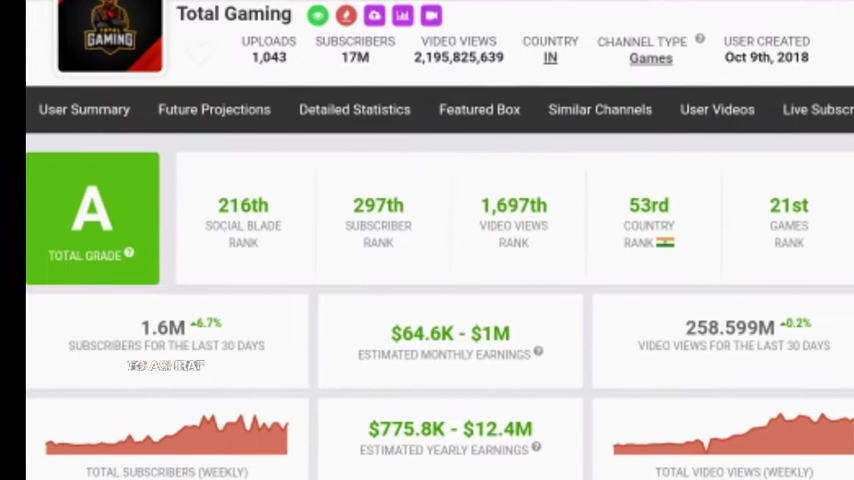 Total Gaming
UPLOADS SUBSCRIBERS VIDEO VIEWS COUNTRY CHANNEL TYPE USER CREATED
1,043 17M 2,195,825,639 IN Games Oct 9th, 2018
GAMING
User Summary Future Projections Detailed Statistics Featured Box Similar Channels User Videos Live Subscr
A
TOTAL GRADE
216th 297th 1,697th 53rd 21st
SOCIAL BLADE SUBSCRIBER VIDEO VIEWS COUNTRY GAMES
RANK RANK RANK RANK RANK
1.6M 6.7%
SUBSCRIBERS FOR THE LAST 30 DAYS
$64.6K - $1M
ESTIMATED MONTHLY EARNINGS
258.599M 0.2%
VIDEO VIEWS FOR THE LAST 30 DAYS
TOTAL SUBSCRIBERS (WEEKLY)
$775.8K - $12.4M
ESTIMATED YEARLY EARNINGS
TOTAL VIDEO VIEWS (WEEKLY)